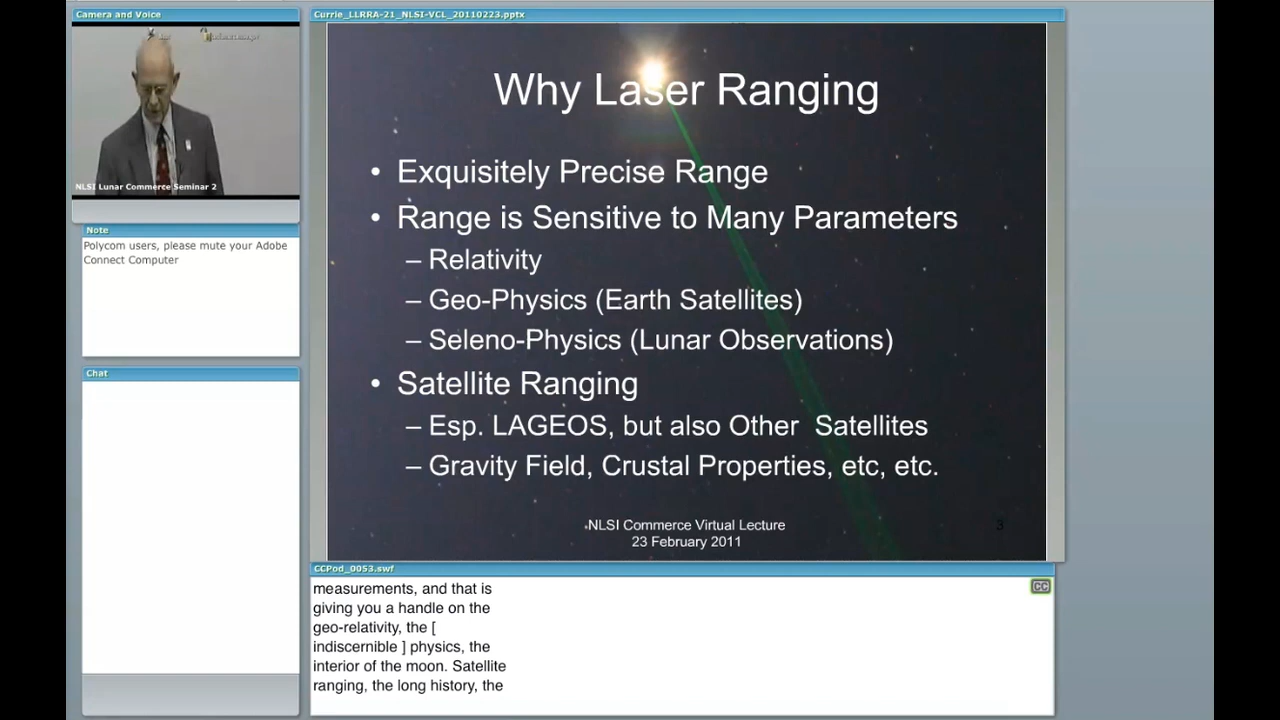 Camera and Voice
NLSI Lunar Commerce Seminar 2
Note
Polycom users, please mute your Adobe
Connect Computer
Chat
Currie_LLRRA-21_NLSI-VCL_20110223.pptx
Why Laser Ranging
• Exquisitely Precise Range
• Range is Sensitive to Many Parameters
– Relativity
– Geo-Physics (Earth Satellites)
– Seleno-Physics (Lunar Observations)
• Satellite Ranging
– Esp. LAGEOS, but also Other Satellites
– Gravity Field, Crustal Properties, etc, etc.
NLSI Commerce Virtual Lecture
23 February 2011
3
CCPod_0053.swf
CC
measurements, and that is
giving you a handle on the
geo-relativity, the [
indiscernible ] physics, the
interior of the moon. Satellite
ranging, the long history, the